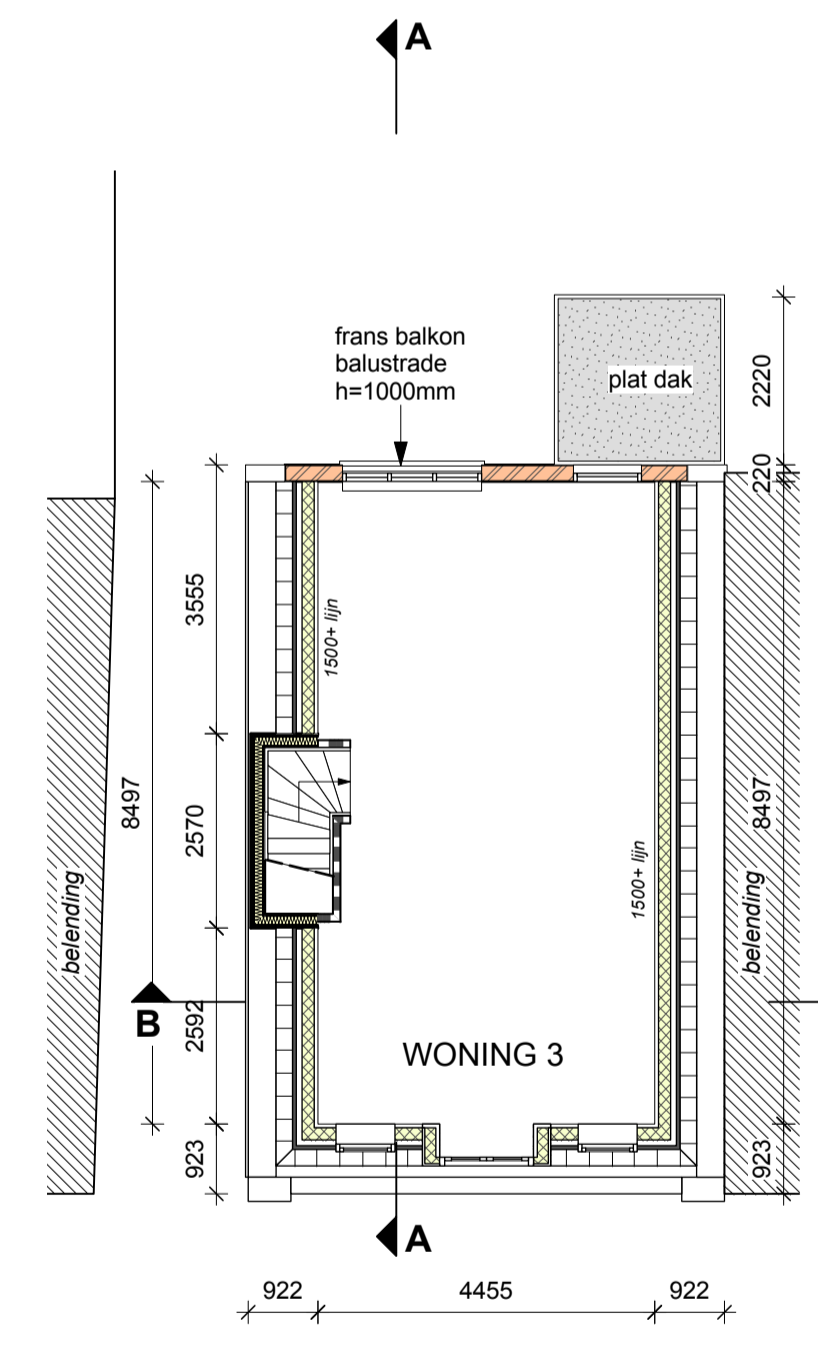 A
frans balkon
balustrade
h=1000mm
plat dak
2220
220
3555
1500+ lijn
8497
2570
8497
1500+ lijn
belending
belending
B
2592
WONING 3
923
923
A
922
4455
922